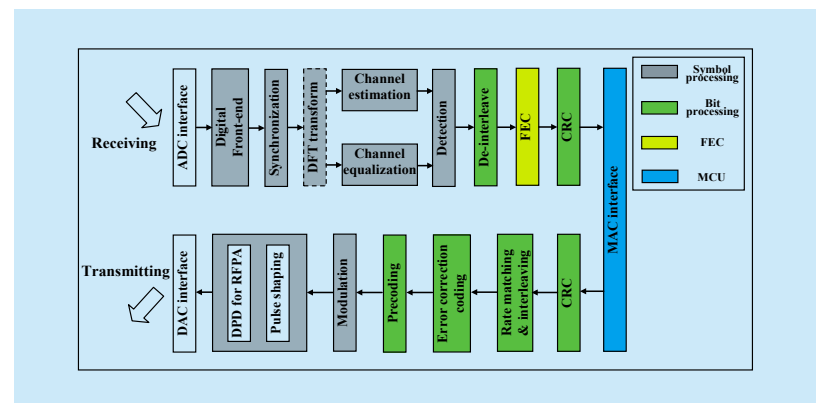 Receiving
ADC interface
Digital
Front-end
Synchronization
DFT transform
Channel
estimation
Channel
equalization
Detection
De-interleave
FEC
CRC
MAC interface
Symbol
processing
Bit
processing
FEC
MCU
Transmitting
DAC interface
DPD for RFPA
Pulse shaping
Modulation
Precoding
Error correction
coding
Rate matching
& interleaving
CRC